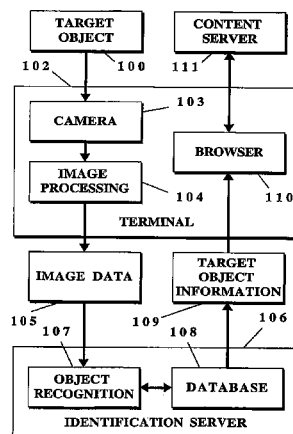 TARGET
OBJECT
100
CONTENT
SERVER
111
102
103
CAMERA
IMAGE
PROCESSING
104
BROWSER
110
TERMINAL
IMAGE DATA
105
TARGET
OBJECT
INFORMATION
109
106
107
108
OBJECT
RECOGNITION
DATABASE
IDENTIFICATION SERVER